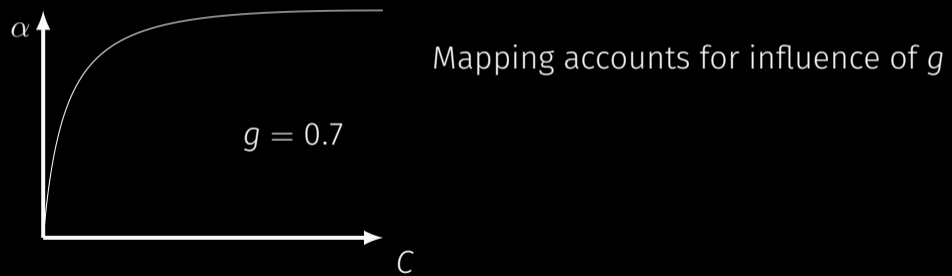 α
Mapping accounts for influence of g
g = 0.7
C